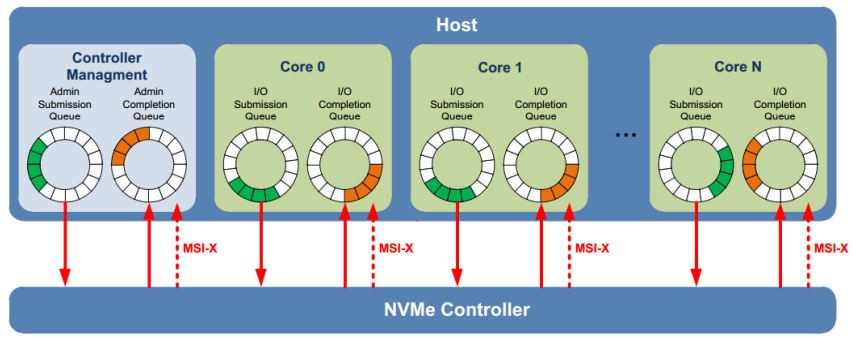 Host
Controller
Managment
Admin
Submission
Queue
Admin
Completion
Queue
Core 0
I/O
Submission
Queue
I/O
Completion
Queue
Core 1
I/O
Submission
Queue
I/O
Completion
Queue
...
Core N
I/O
Submission
Queue
I/O
Completion
Queue
MSI-X
MSI-X
MSI-X
MSI-X
NVMe Controller